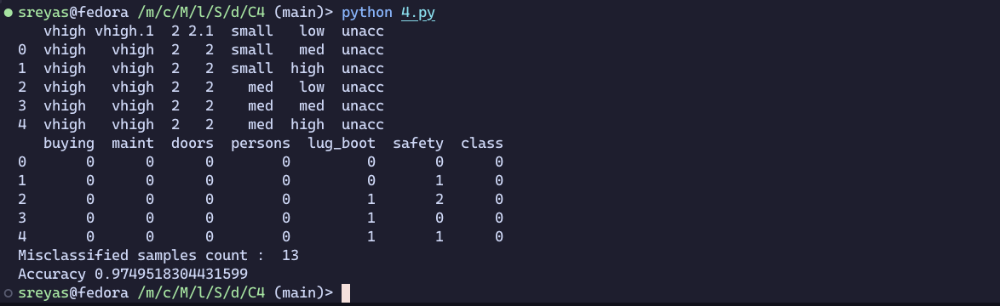 sreyas@fedora /m/c/M/l/S/d/C4 (main)> python 4.py
vhigh vhigh.1 2 2.1 small low unacc
0 vhigh vhigh 2 2 small med unacc
1 vhigh vhigh 2 2 small high unacc
2 vhigh vhigh 2 2 med low unacc
3 vhigh vhigh 2 2 med med unacc
4 vhigh vhigh 2 2 med high unacc
buying maint doors persons lug_boot safety class
0 0 0 0 0 0 0 0
1 0 0 0 0 0 1 0
2 0 0 0 0 1 2 0
3 0 0 0 0 1 0 0
4 0 0 0 0 1 1 0
Misclassified samples count : 13
Accuracy 0.9749518304431599
sreyas@fedora /m/c/M/l/S/d/C4 (main)>